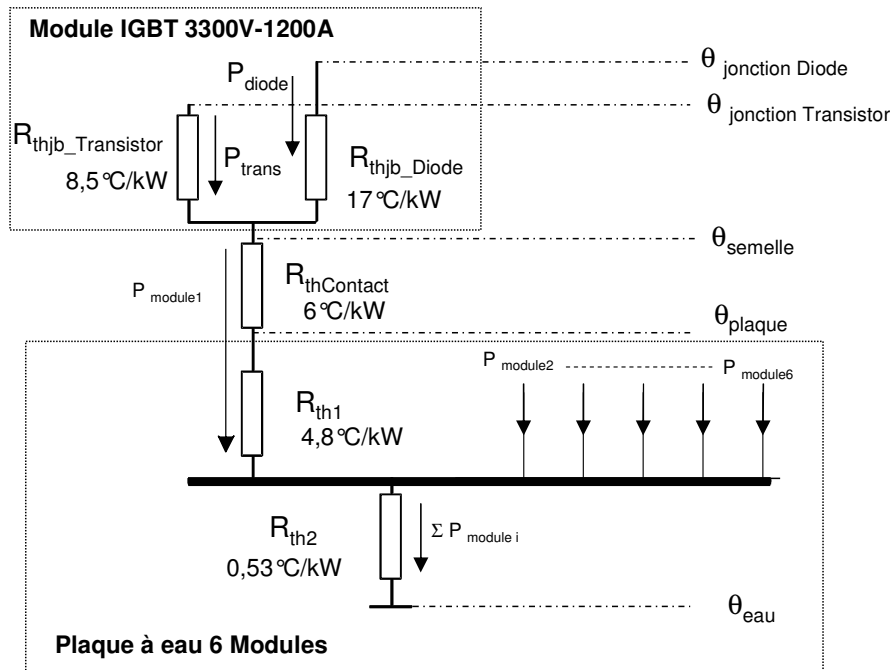 Module IGBT 3300V-1200A
P diode
θ jonction Diode
θ jonction Transistor
R thjb_Transistor
8,5°C/kW
P trans
R thjb_Diode
17°C/kW
θ semelle
P module1
R thContact
6°C/kW
θ plaque
P module2
P module6
R th1
4,8°C/kW
R th2
0,53°C/kW
Σ P module i
θ eau
Plaque à eau 6 Modules